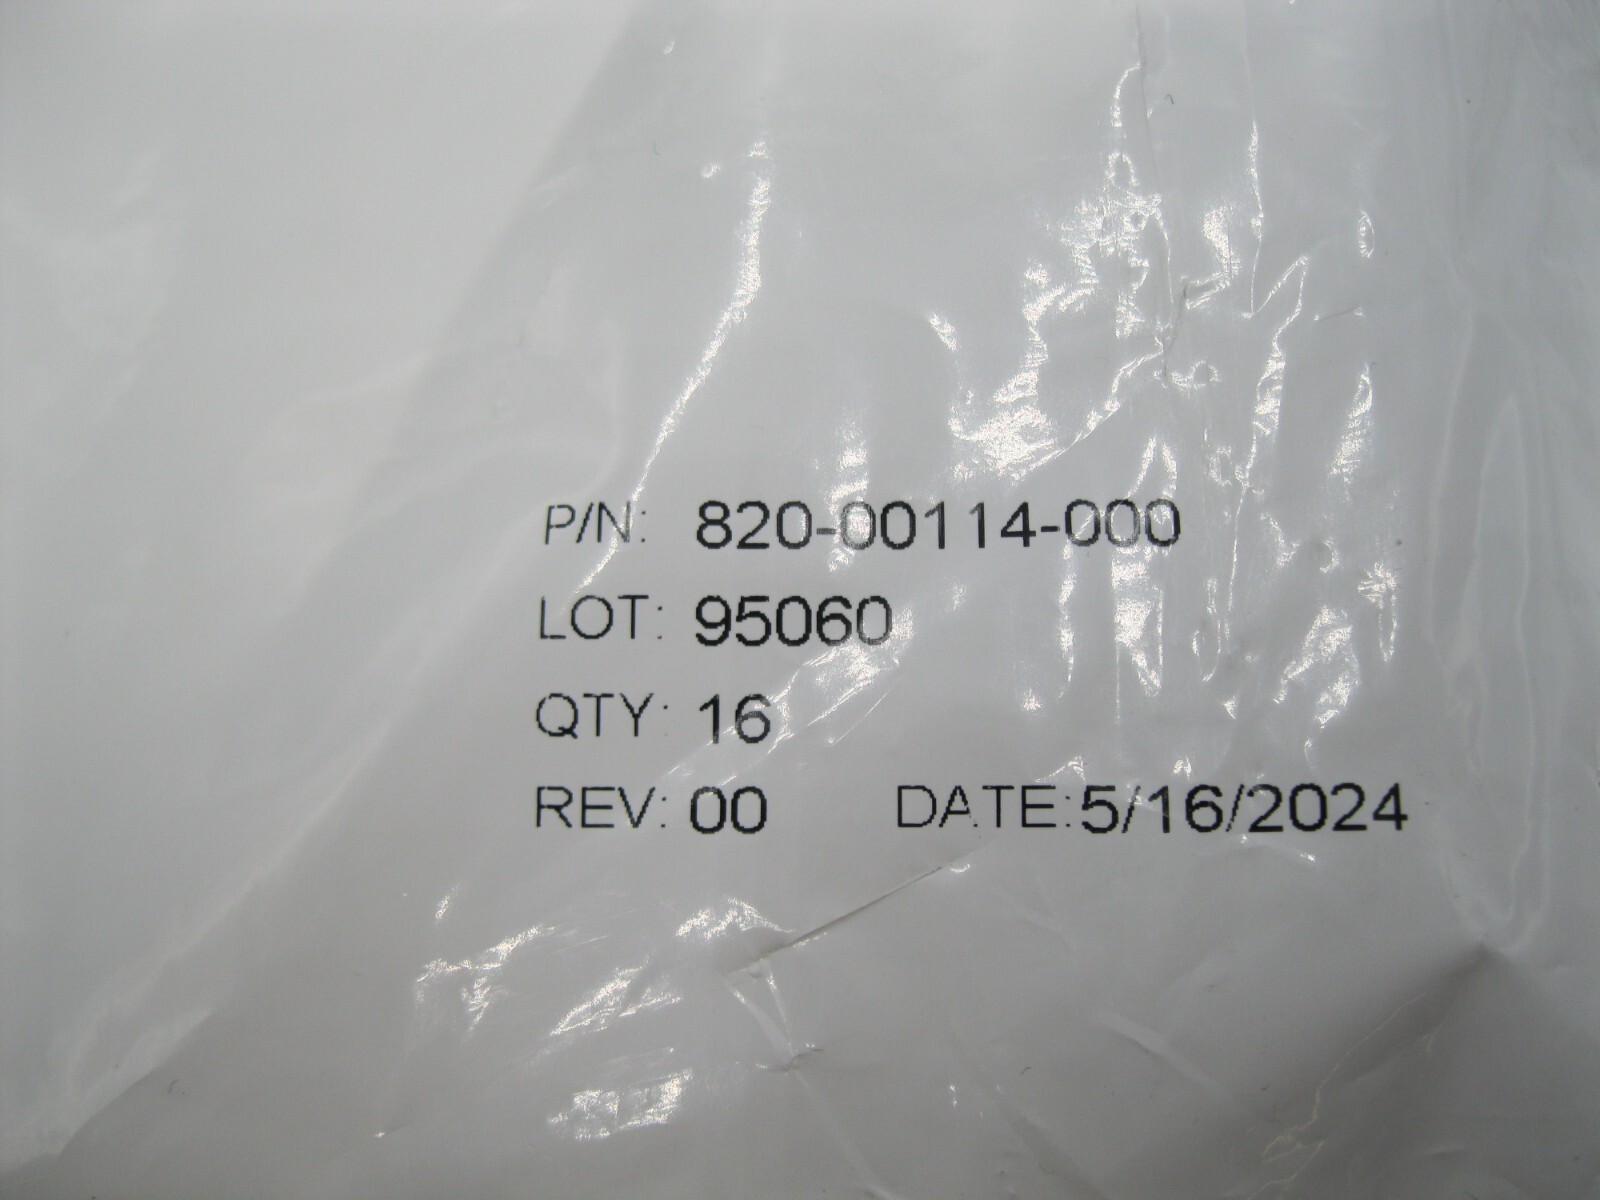 P/N: 820-00114-000
LOT: 95060
QTY: 16
REV: 00 DATE: 5/16/2024